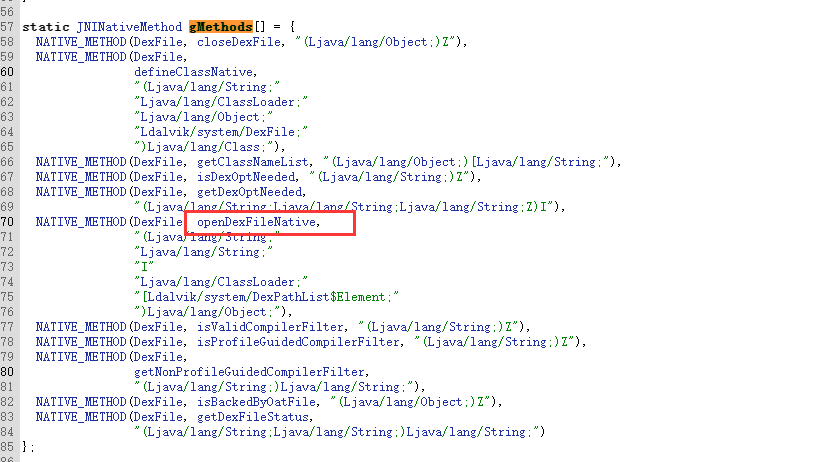 56
57 static JNINativeMethod gMethods[] = {
58 NATIVE_METHOD(DexFile, closeDexFile, "(Ljava/lang/Object;)Z"),
59 NATIVE_METHOD(DexFile,
60 defineClassNative,
61 "(Ljava/lang/String;"
62 "Ljava/lang/ClassLoader;"
63 "Ljava/lang/Object;"
64 "Ldalvik/system/DexFile;"
65 ")Ljava/lang/Class;"),
66 NATIVE_METHOD(DexFile, getClassNameList, "(Ljava/lang/Object;)[Ljava/lang/String;"),
67 NATIVE_METHOD(DexFile, isDexOptNeeded, "(Ljava/lang/String;)Z"),
68 NATIVE_METHOD(DexFile, getDexOptNeeded,
69 "(Ljava/lang/String;Ljava/lang/String;Ljava/lang/String;Z)I"),
70 NATIVE_METHOD(DexFile, openDexFileNative,
71 "(Ljava/lang/String;"
72 "Ljava/lang/String;"
73 "I"
74 "Ljava/lang/ClassLoader;"
75 "[Ldalvik/system/DexPathList$Element;"
76 ")Ljava/lang/Object;"),
77 NATIVE_METHOD(DexFile, isValidCompilerFilter, "(Ljava/lang/String;)Z"),
78 NATIVE_METHOD(DexFile, isProfileGuidedCompilerFilter, "(Ljava/lang/String;)Z"),
79 NATIVE_METHOD(DexFile,
80 getNonProfileGuidedCompilerFilter,
81 "(Ljava/lang/String;)Ljava/lang/String;"),
82 NATIVE_METHOD(DexFile, isBackedByOatFile, "(Ljava/lang/Object;)Z"),
83 NATIVE_METHOD(DexFile, getDexFileStatus,
84 "(Ljava/lang/String;Ljava/lang/String;)Ljava/lang/String;")
85 };